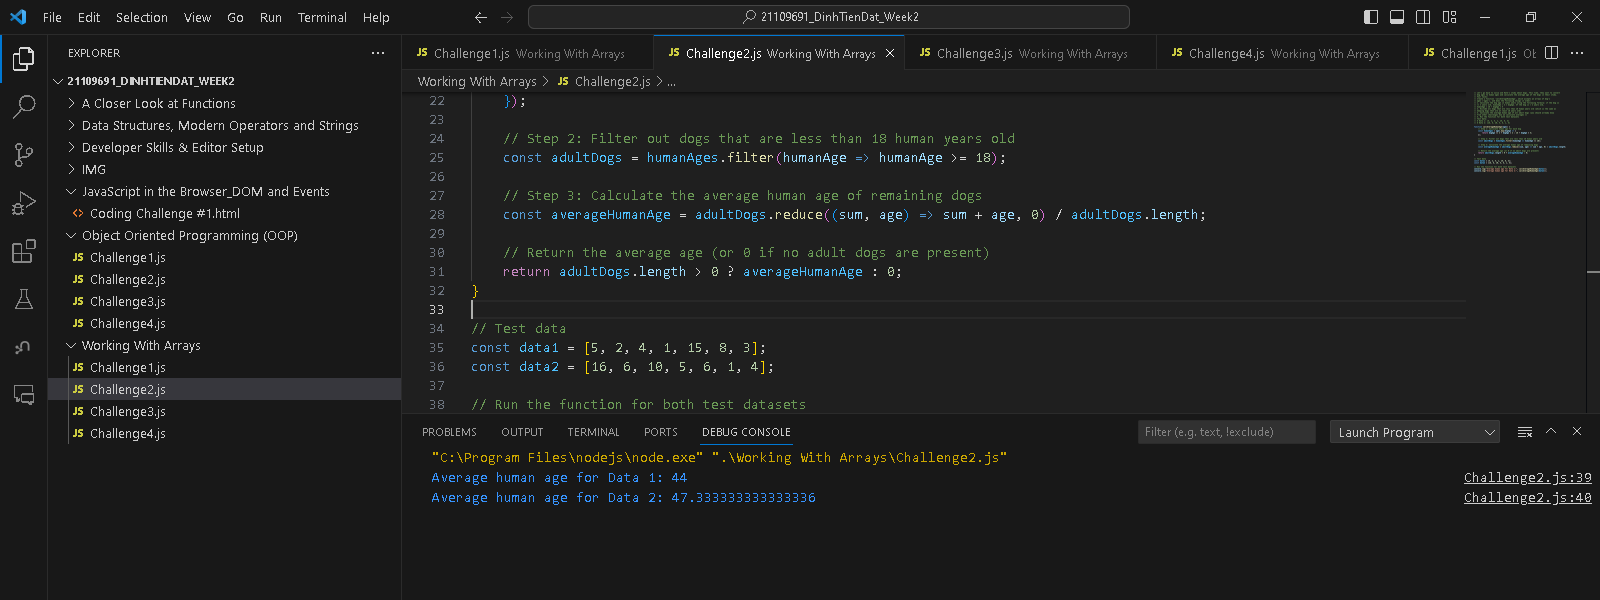 File Edit Selection View Go Run Terminal Help
21109691_DinhTienDat_Week2
EXPLORER
21109691_DINHTIENDAT_WEEK2
A Closer Look at Functions
Data Structures, Modern Operators and Strings
Developer Skills & Editor Setup
IMG
JavaScript in the Browser_DOM and Events
<> Coding Challenge #1.html
Object Oriented Programming (OOP)
JS Challenge1.js
JS Challenge2.js
JS Challenge3.js
JS Challenge4.js
Working With Arrays
JS Challenge1.js
JS Challenge2.js
JS Challenge3.js
JS Challenge4.js
JS Challenge1.js Working With Arrays
JS Challenge2.js Working With Arrays
JS Challenge3.js Working With Arrays
JS Challenge4.js Working With Arrays
JS Challenge1.js Ob
Working With Arrays > JS Challenge2.js > ...
22 });
23
24 // Step 2: Filter out dogs that are less than 18 human years old
25 const adultDogs = humanAges.filter(humanAge => humanAge >= 18);
26
27 // Step 3: Calculate the average human age of remaining dogs
28 const averageHumanAge = adultDogs.reduce((sum, age) => sum + age, 0) / adultDogs.length;
29
30 // Return the average age (or 0 if no adult dogs are present)
31 return adultDogs.length > 0 ? averageHumanAge : 0;
32 }
33
34 // Test data
35 const data1 = [5, 2, 4, 1, 15, 8, 3];
36 const data2 = [16, 6, 10, 5, 6, 1, 4];
37
38 // Run the function for both test datasets
PROBLEMS OUTPUT TERMINAL PORTS DEBUG CONSOLE
Filter (e.g. text, !exclude)
Launch Program
"C:\Program Files\nodejs\node.exe" ".\Working With Arrays\Challenge2.js"
Average human age for Data 1: 44 Challenge2.js:39
Average human age for Data 2: 47.333333333333336 Challenge2.js:40